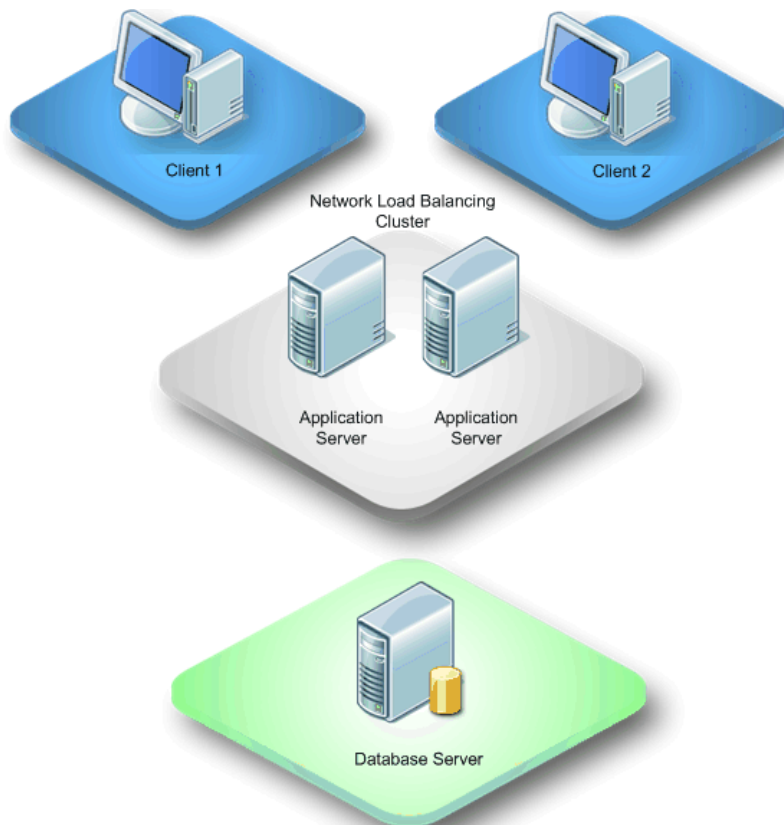 Client 1
Client 2
Network Load Balancing
Cluster
Application
Server
Application
Server
Database Server